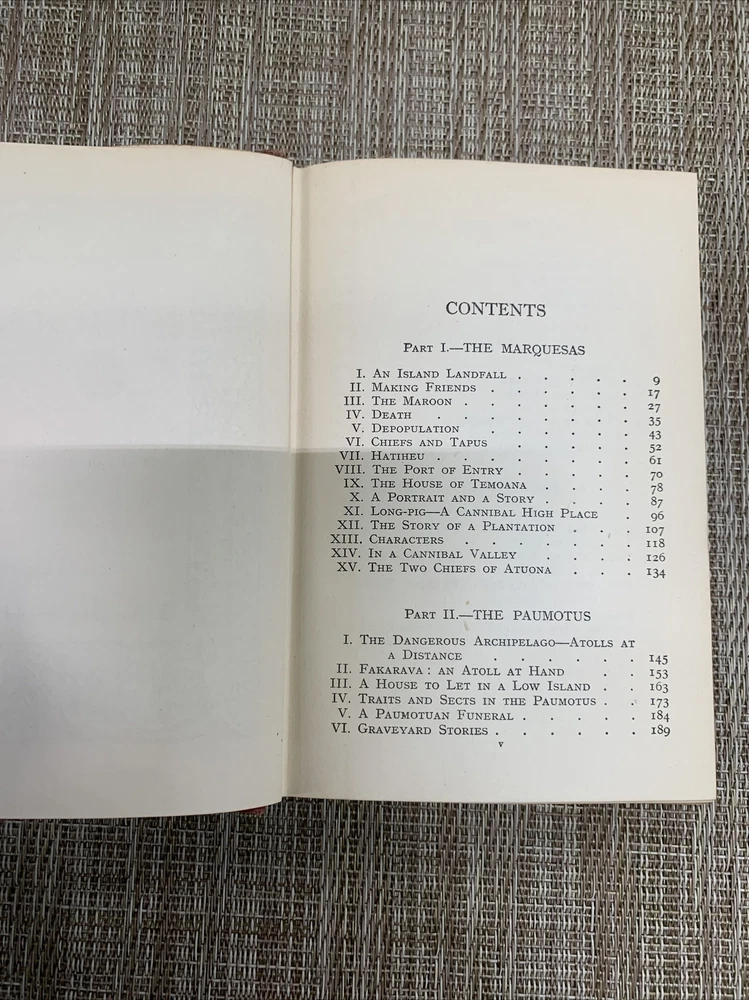 CONTENTS
Part I.—THE MARQUESAS
I. An Island Landfall . . . . . 9
II. Making Friends . . . . . . 17
III. The Maroon . . . . . . . 27
IV. Death . . . . . . . . 35
V. Depopulation . . . . . . 43
VI. Chiefs and Tapus . . . . . . 52
VII. Hatiheu . . . . . . . . 61
VIII. The Port of Entry . . . . . 70
IX. The House of Temoana . . . . 78
X. A Portrait and a Story . . . . 87
XI. Long-pig—A Cannibal High Place . 96
XII. The Story of a Plantation . . . 107
XIII. Characters . . . . . . . 118
XIV. In a Cannibal Valley . . . . 126
XV. The Two Chiefs of Atuona . . . 134
Part II.—THE PAUMOTUS
I. The Dangerous Archipelago—Atolls at
a Distance . . . . . . 145
II. Fakarava: an Atoll at Hand . . 153
III. A House to Let in a Low Island . . 163
IV. Traits and Sects in the Paumotus . . 173
V. A Paumotuan Funeral . . . . . 184
VI. Graveyard Stories . . . . . . 189
v